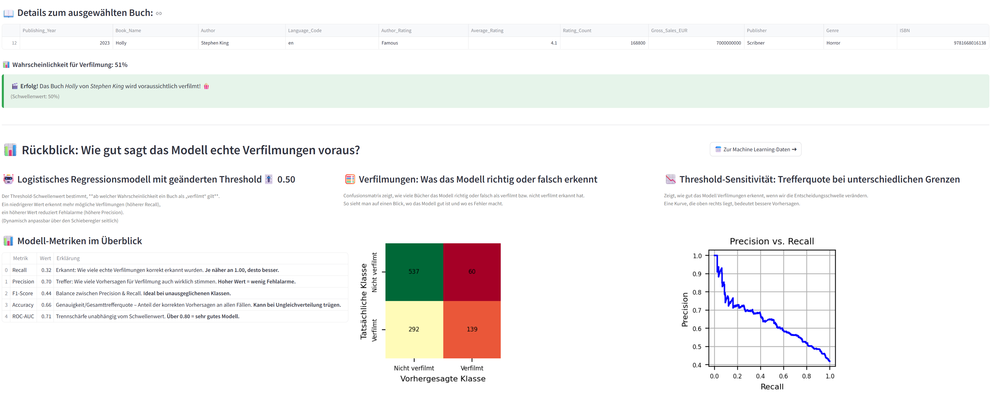 Details zum ausgewählten Buch:
Publishing_Year Book_Name Author Language_Code Author_Rating Average_Rating Rating_Count Gross_Sales_EUR Publisher Genre ISBN
12 2023 Holly Stephen King en Famous 4.1 168800 7000000000 Scribner Horror 9781668016138
Wahrscheinlichkeit für Verfilmung: 51%
Erfolg! Das Buch Holly von Stephen King wird voraussichtlich verfilmt!
(Schwellenwert: 50%)
Rückblick: Wie gut sagt das Modell echte Verfilmungen voraus?
Zur Machine Learning-Daten →
Logistisches Regressionsmodell mit geänderten Threshold 0.50
Der Threshold-Schwellenwert bestimmt, **ab welcher Wahrscheinlichkeit ein Buch als „verfilmt“ gilt**.
Ein niedrigerer Wert erkennt mehr mögliche Verfilmungen (höherer Recall),
ein höherer Wert reduziert Fehlalarme (höhere Precision).
(Dynamisch anpassbar über den Schieberegler seitlich)
Modell-Metriken im Überblick
Metrik Wert Erklärung
0 Recall 0.32 Erkannt: Wie viele echte Verfilmungen korrekt erkannt wurden. Je näher an 1.00, desto besser.
1 Precision 0.70 Treffer: Wie viele Vorhersagen für Verfilmung auch wirklich stimmen. Hoher Wert = wenig Fehlalarme.
2 F1-Score 0.44 Balance zwischen Precision & Recall. Ideal bei unausgeglichenen Klassen.
3 Accuracy 0.66 Genauigkeit/Gesamttrefferquote – Anteil der korrekten Vorhersagen an allen Fällen. Kann bei Ungleichverteilung trügen.
4 ROC-AUC 0.71 Trennschärfe unabhängig vom Schwellenwert. Über 0.80 = sehr gutes Modell.
Verfilmungen: Was das Modell richtig oder falsch erkennt
Confusionsmatrix zeigt, wie viele Bücher das Modell richtig oder falsch als verfilmt bzw. nicht verfilmt erkannt hat.
So sieht man auf einen Blick, wo das Modell gut ist und wo es Fehler macht.
Tatsächliche Klasse
Nicht verfilmt
537 60
Verfilmt
292 139
Nicht verfilmt Verfilmt
Vorhergesagte Klasse
Threshold-Sensitivität: Trefferquote bei unterschiedlichen Grenzen
Zeigt, wie gut das Modell Verfilmungen erkennt, wenn wir die Entscheidungsschwelle verändern.
Eine Kurve, die oben rechts liegt, bedeutet bessere Vorhersagen.
Precision vs. Recall
Precision
1.0
0.9
0.8
0.7
0.6
0.5
0.4
0.0 0.2 0.4 0.6 0.8 1.0
Recall